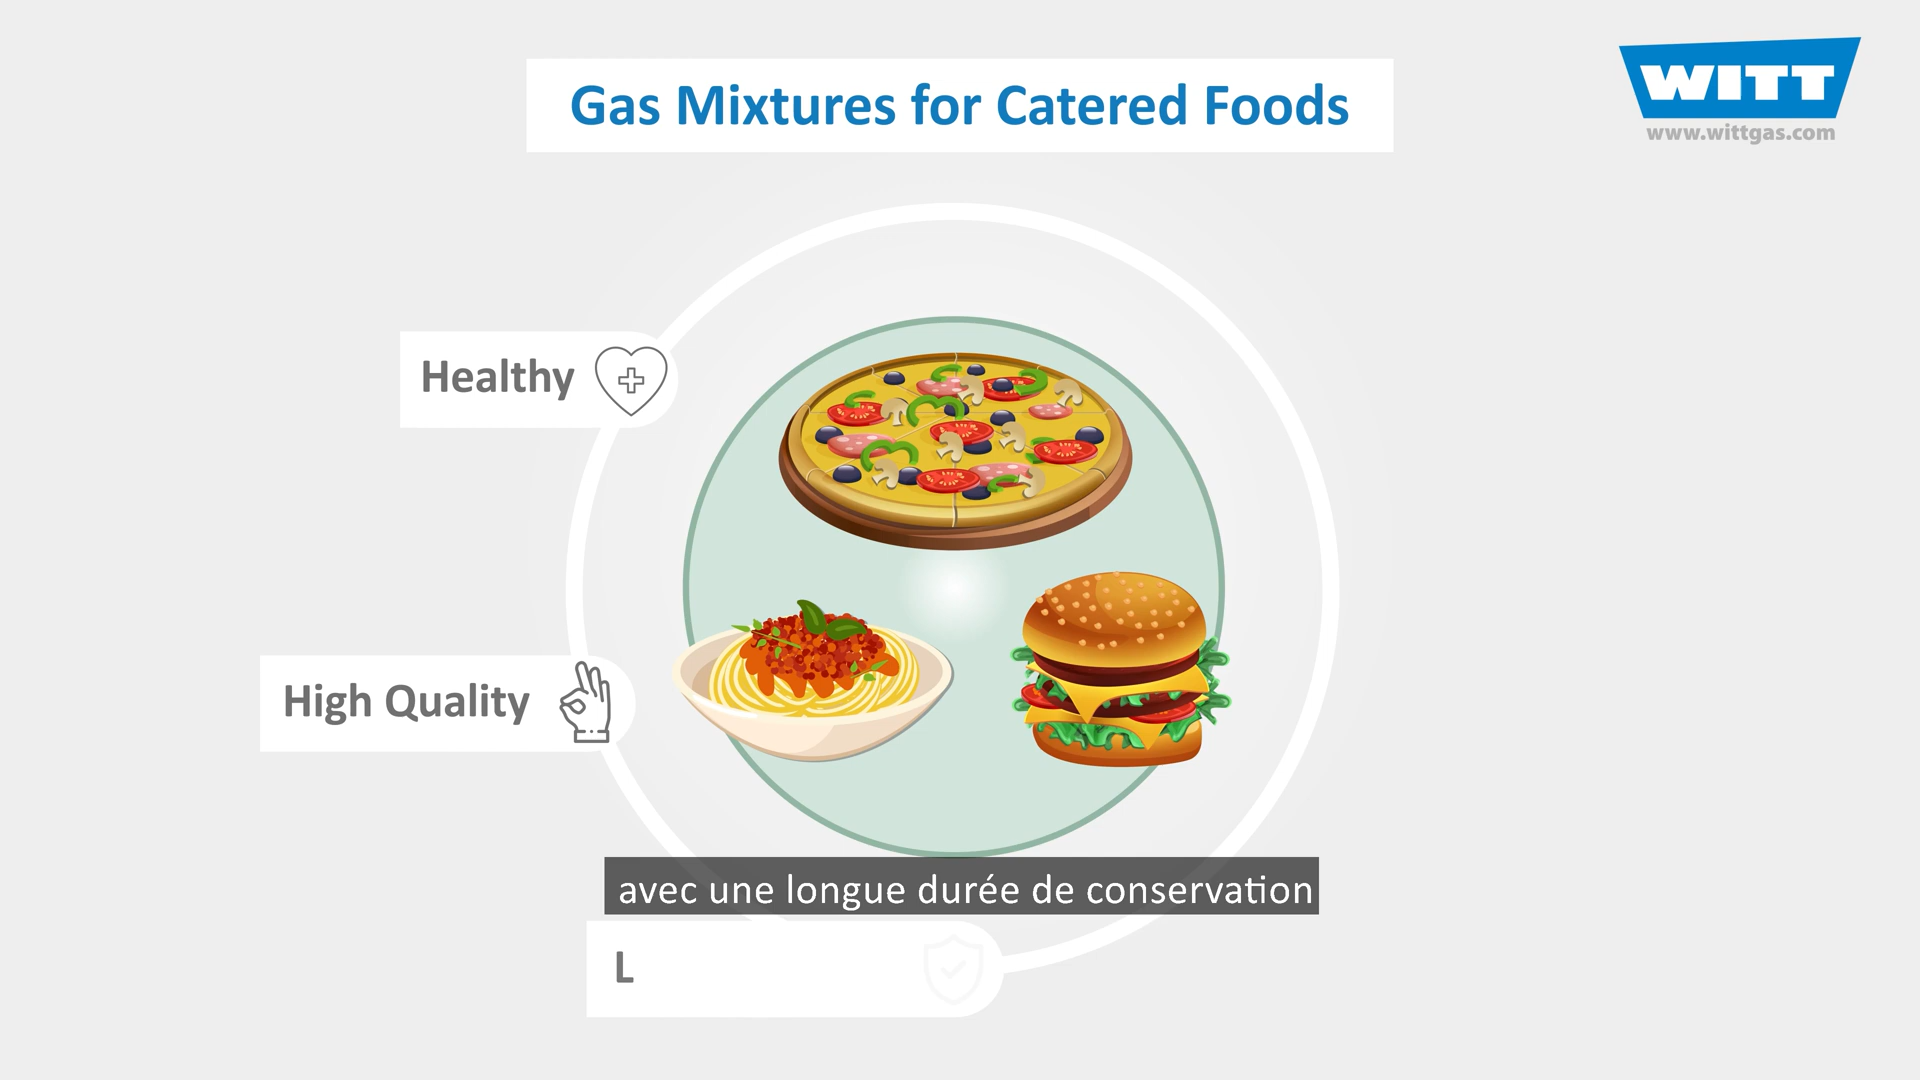 Gas Mixtures for Catered Foods
WITT
www.wittgas.com
Healthy
High Quality
avec une longue durée de conservation
L